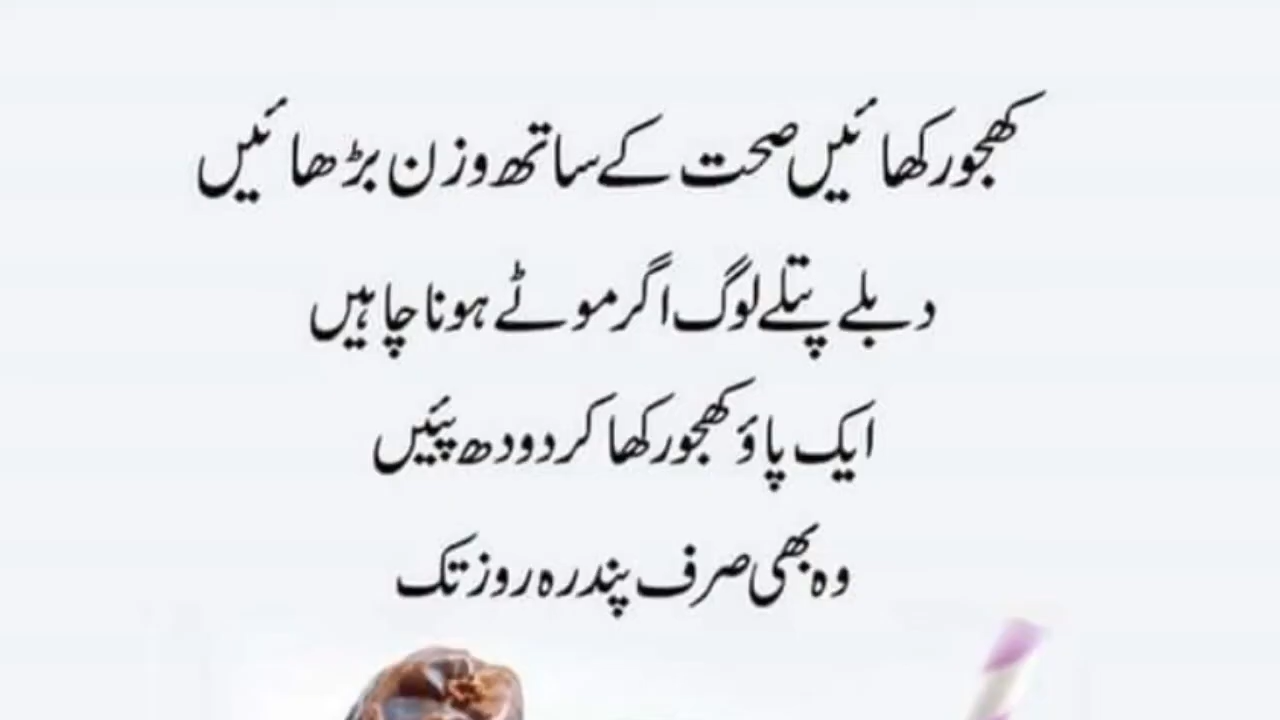 کھجور کھائیں صحت کے ساتھ وزن بڑھائیں
دبلے پتلے لوگ اگر موٹے ہونا چاہیں
ایک پاؤ کھجور کھا کر دودھ پئیں
وہ بھی صرف پندرہ روز تک